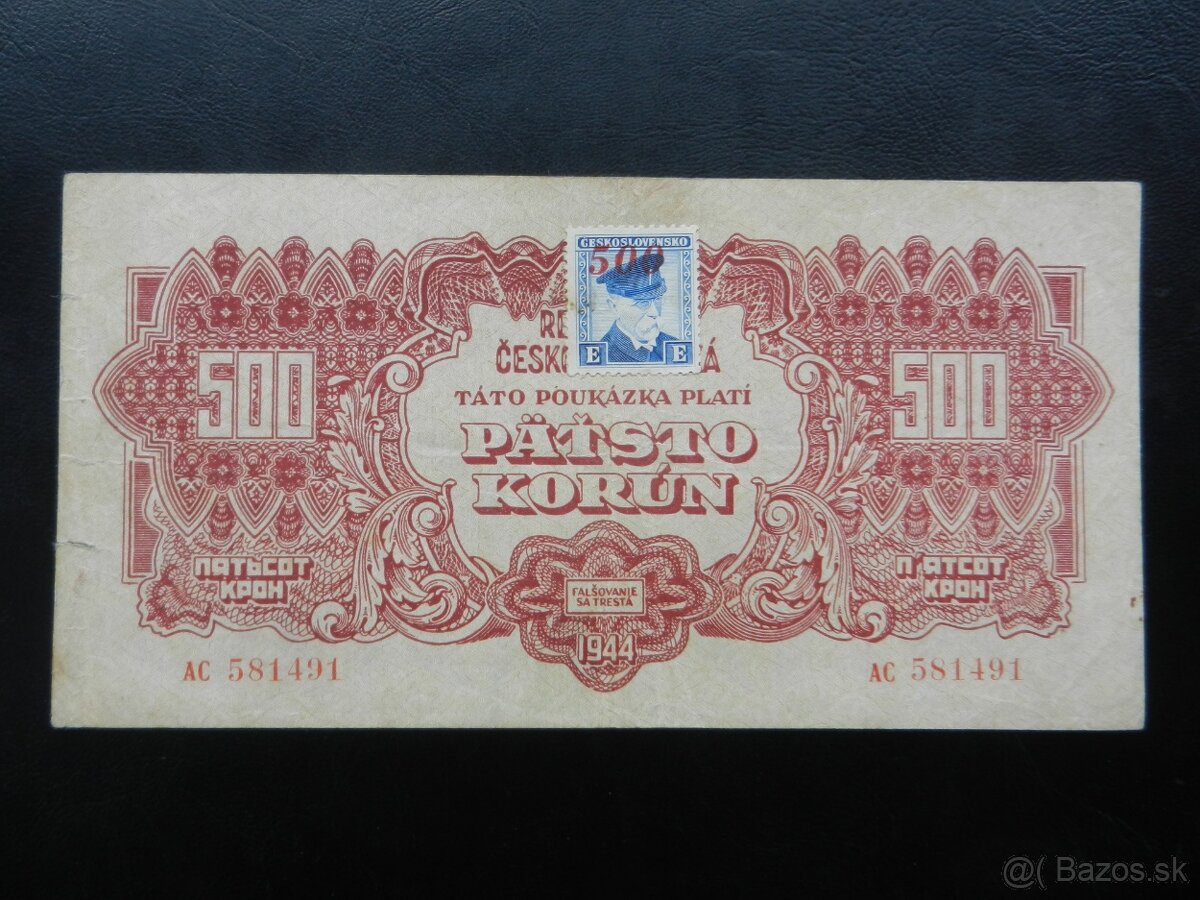 ČESKOSLOVENSKO
500
E E
RE
ČESKO Á
TÁTO POUKÁZKA PLATÍ
500 PÄŤSTO 500
KORÚN
ПАТЬСОТ П'ЯТСОТ
КРОН КРОН
FALŠOVANIE
SA TRESTÁ
1944
AC 581491 AC 581491
@( Bazos.sk